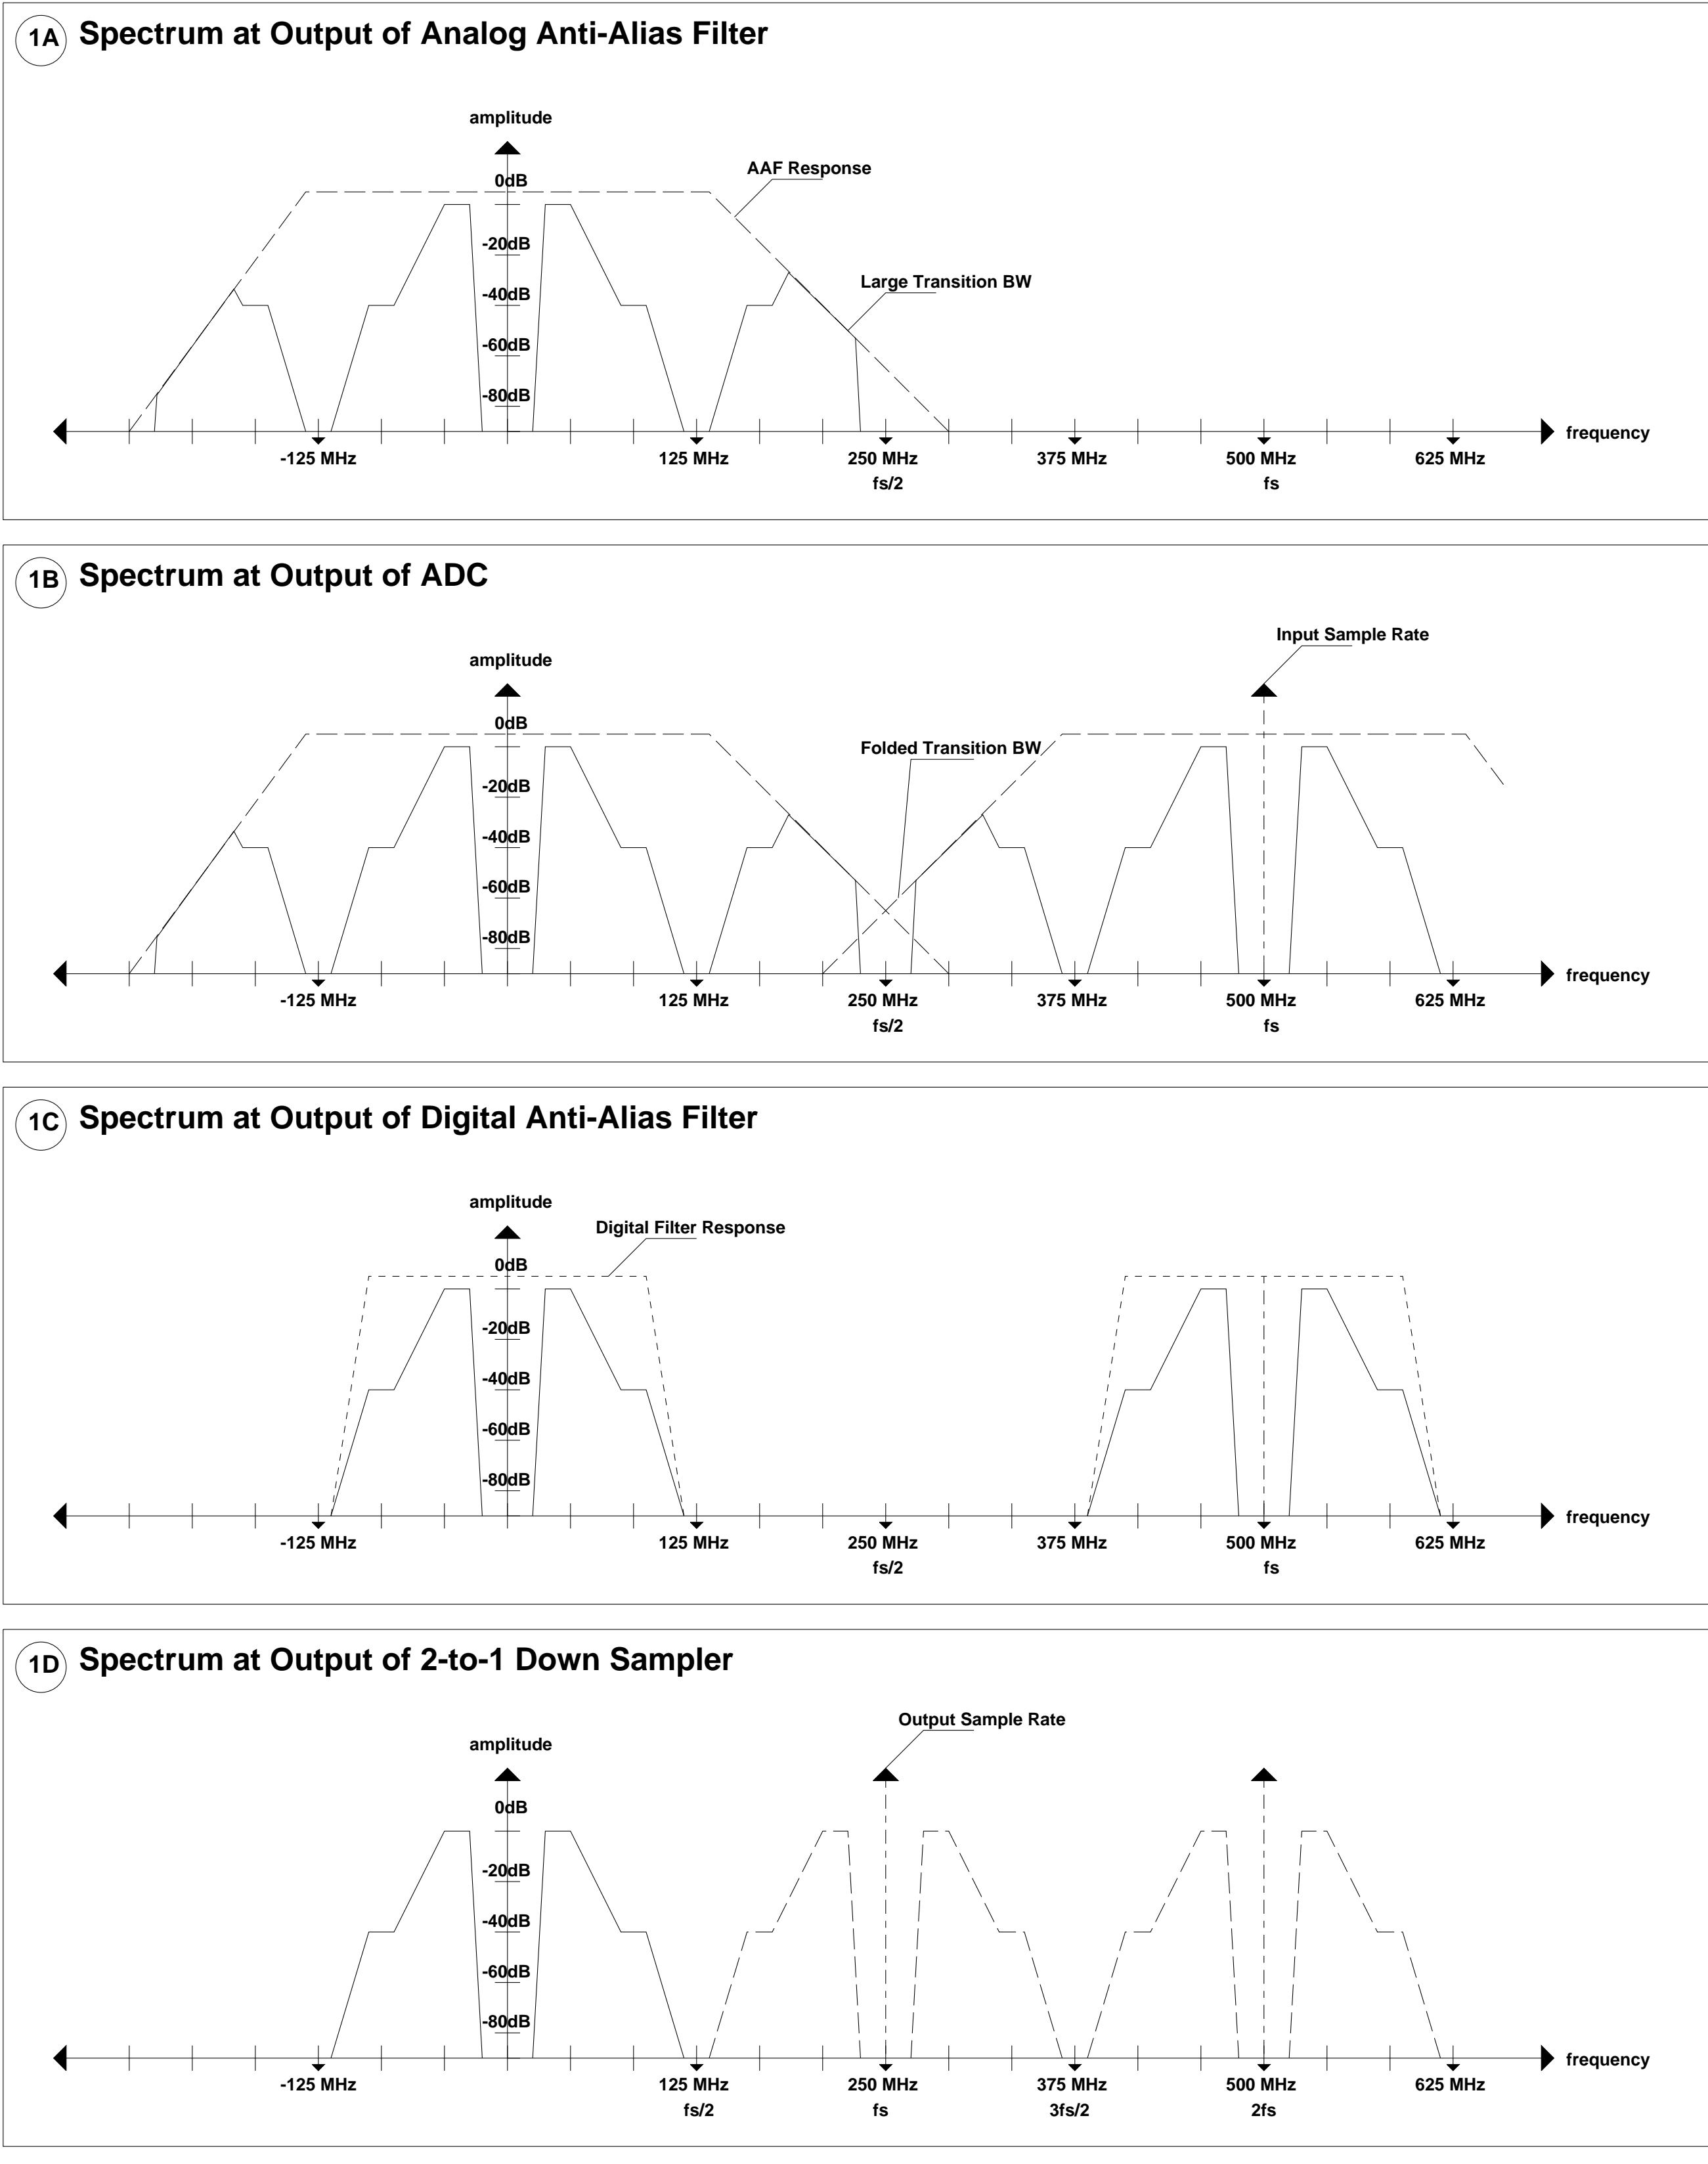 1A Spectrum at Output of Analog Anti-Alias Filter
amplitude
AAF Response
0dB
-20dB
Large Transition BW
-40dB
-60dB
-80dB
frequency
-125 MHz 125 MHz 250 MHz 375 MHz 500 MHz 625 MHz
fs/2 fs
1B Spectrum at Output of ADC
Input Sample Rate
amplitude
0dB
Folded Transition BW
-20dB
-40dB
-60dB
-80dB
frequency
-125 MHz 125 MHz 250 MHz 375 MHz 500 MHz 625 MHz
fs/2 fs
1C Spectrum at Output of Digital Anti-Alias Filter
amplitude
Digital Filter Response
0dB
-20dB
-40dB
-60dB
-80dB
frequency
-125 MHz 125 MHz 250 MHz 375 MHz 500 MHz 625 MHz
fs/2 fs
1D Spectrum at Output of 2-to-1 Down Sampler
Output Sample Rate
amplitude
0dB
-20dB
-40dB
-60dB
-80dB
frequency
-125 MHz 125 MHz 250 MHz 375 MHz 500 MHz 625 MHz
fs/2 fs 3fs/2 2fs